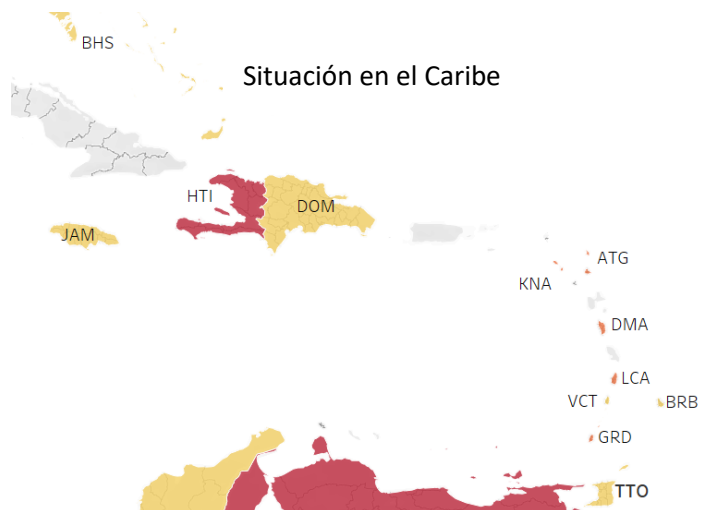 BHS
Situación en el Caribe
HTI
DOM
JAM
ATG
KNA
DMA
LCA
VCT
BRB
GRD
TTO